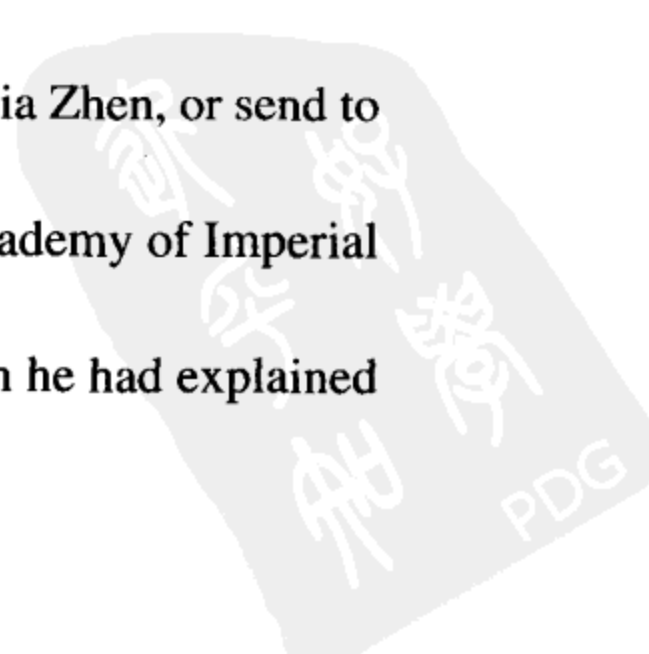 ia Zhen, or send to
ademy of Imperial
n he had explained
PDG